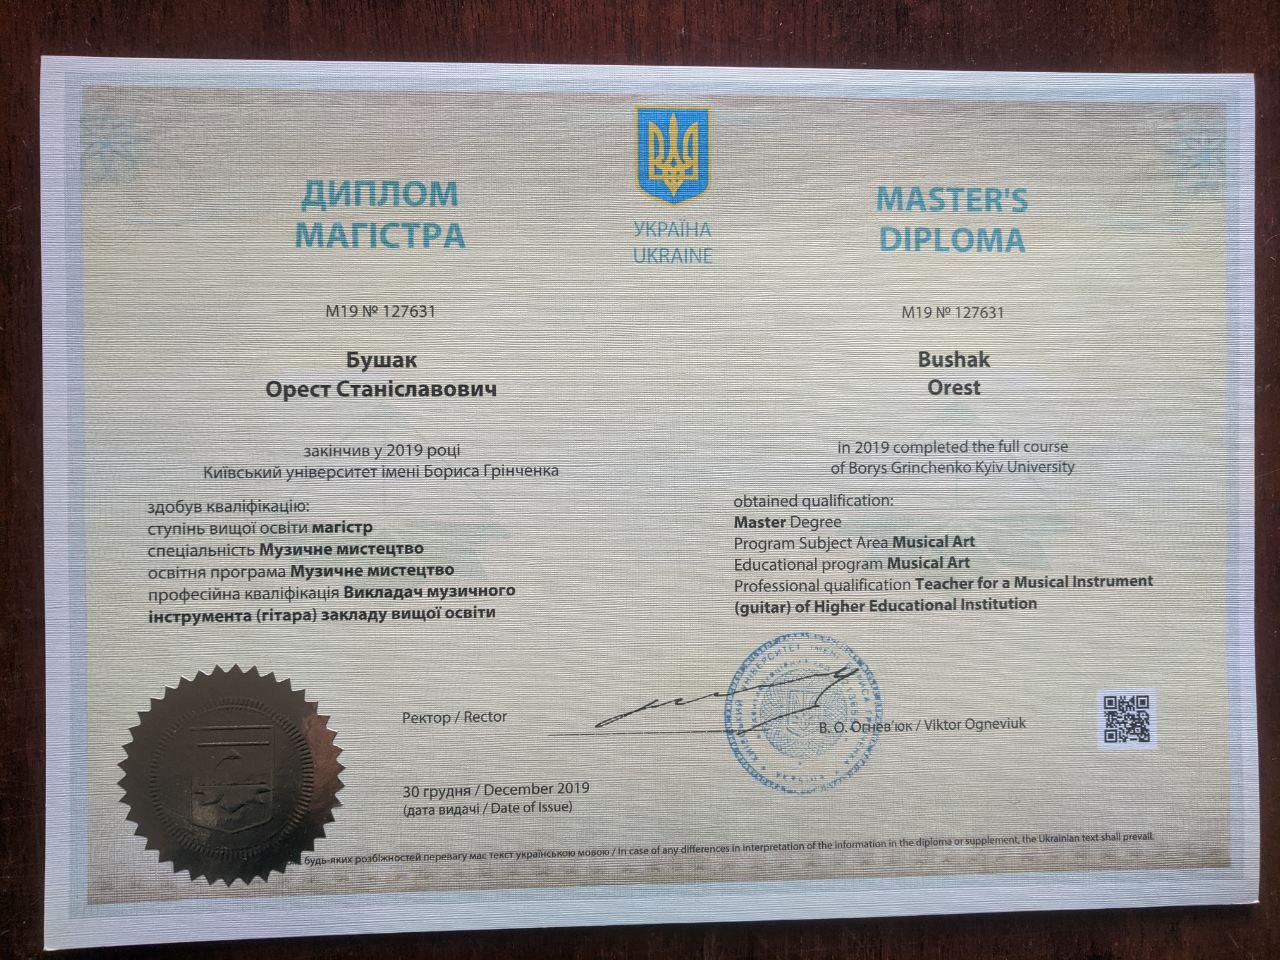 УКРАЇНА
UKRAINE
ДИПЛОМ
МАГІСТРА
М19 № 127631
Бушак
Орест Станіславович
закінчив у 2019 році
Київський університет імені Бориса Грінченка
здобув кваліфікацію:
ступінь вищої освіти магістр
спеціальність Музичне мистецтво
освітня програма Музичне мистецтво
професійна кваліфікація Викладач музичного
інструмента (гітара) закладу вищої освіти
MASTER'S
DIPLOMA
M19 № 127631
Bushak
Orest
in 2019 completed the full course
of Borys Grinchenko Kyiv University
obtained qualification:
Master Degree
Program Subject Area Musical Art
Educational program Musical Art
Professional qualification Teacher for a Musical Instrument
(guitar) of Higher Educational Institution
Ректор / Rector
В. О. Огнев'юк / Viktor Ogneviuk
30 грудня / December 2019
(дата видачі / Date of Issue)
будь-яких розбіжностей перевагу має текст українською мовою / In case of any differences in interpretation of the information in the diploma or supplement, the Ukrainian text shall prevail.